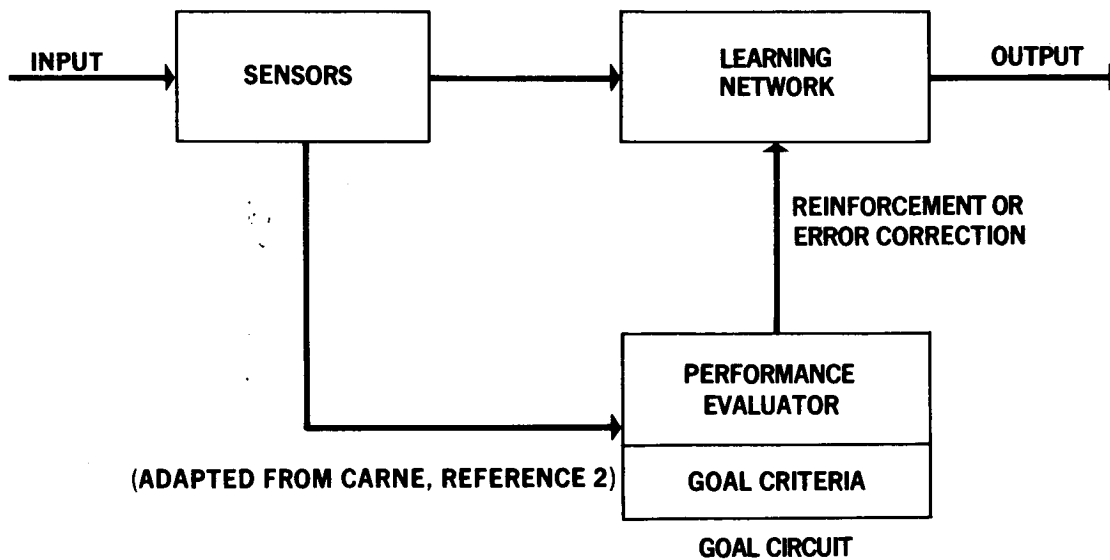 INPUT
SENSORS
LEARNING
NETWORK
OUTPUT
REINFORCEMENT OR
ERROR CORRECTION
PERFORMANCE
EVALUATOR
(ADAPTED FROM CARNE, REFERENCE 2)
GOAL CRITERIA
GOAL CIRCUIT